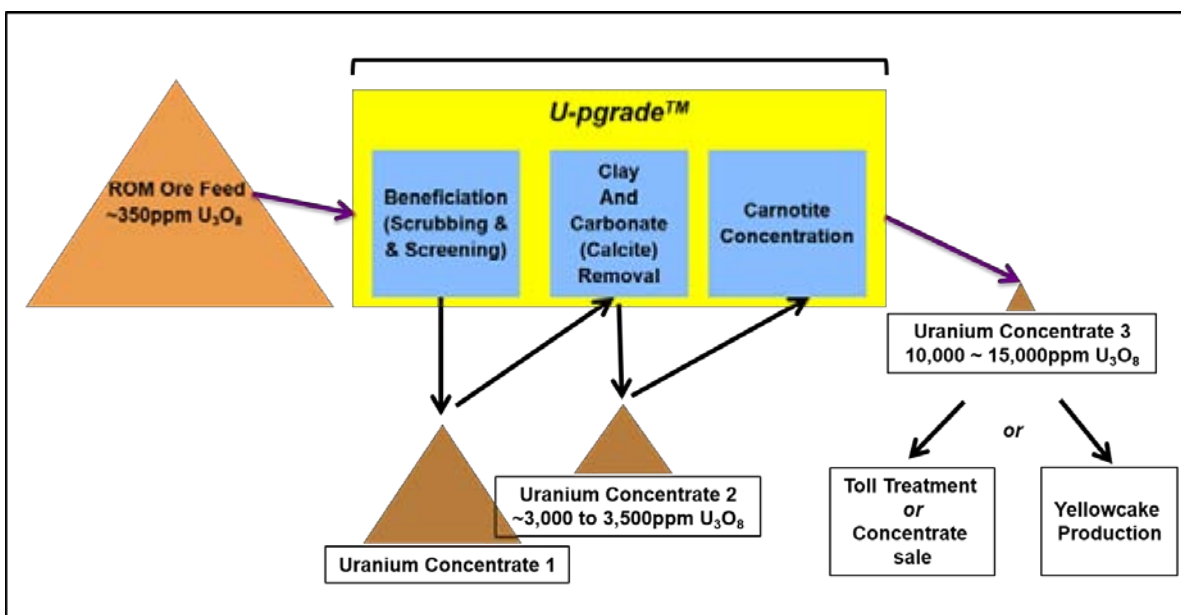 U-pgrade™
ROM Ore Feed
~350ppm U₃O₈
Beneficiation
(Scrubbing &
& Screening)
Clay
And
Carbonate
(Calcite)
Removal
Carnotite
Concentration
Uranium Concentrate 3
10,000 ~ 15,000ppm U₃O₈
or
Uranium Concentrate 2
~3,000 to 3,500ppm U₃O₈
Uranium Concentrate 1
Toll Treatment
or
Concentrate
sale
Yellowcake
Production